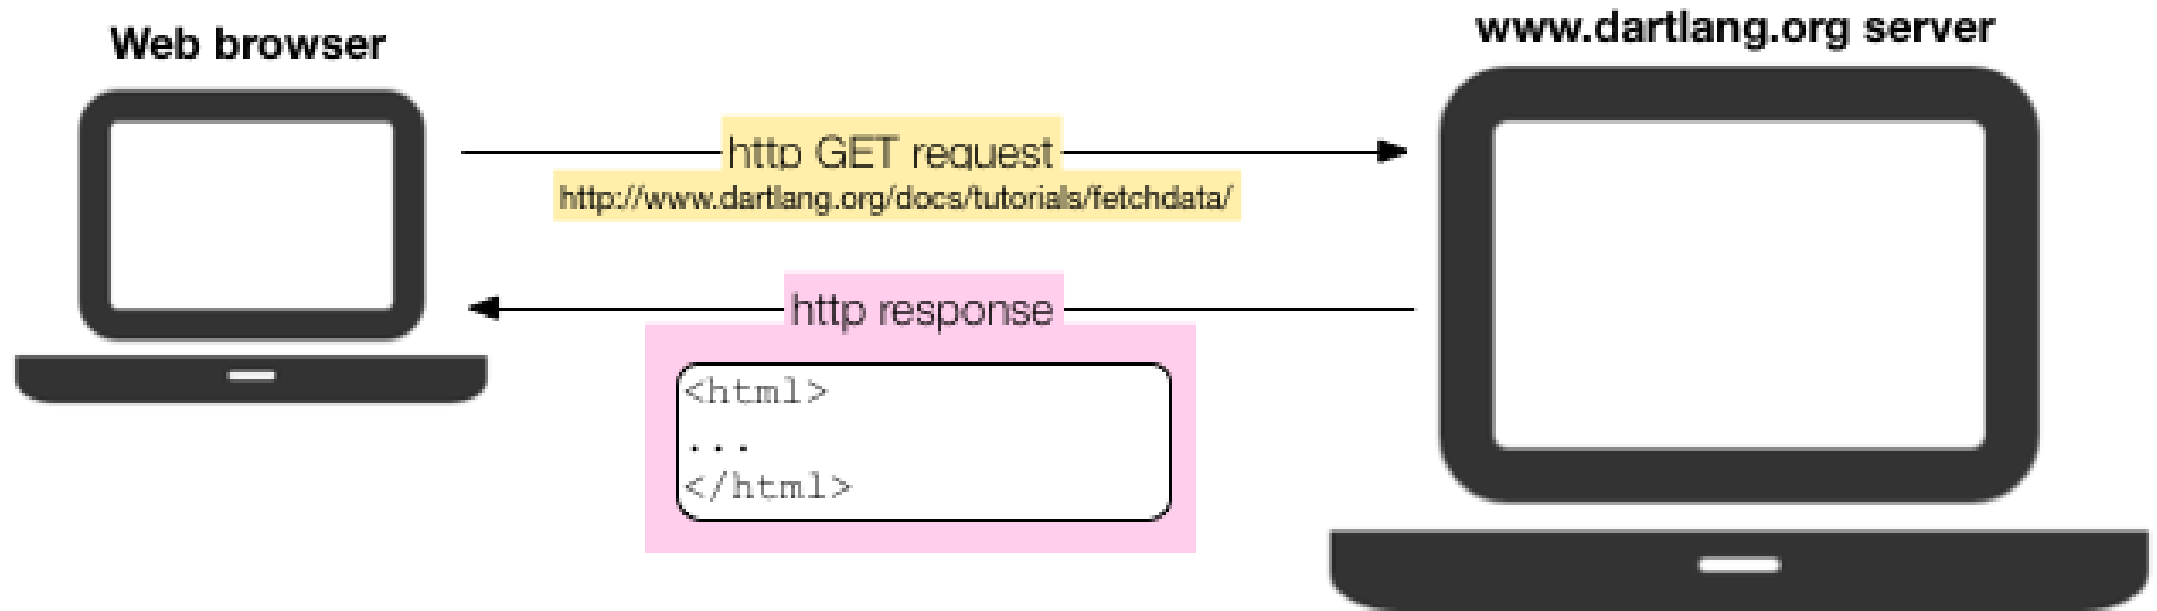 Web browser
www.dartlang.org server
http GET request
http://www.dartlang.org/docs/tutorials/fetchdata/
http response
<html>
...
</html>